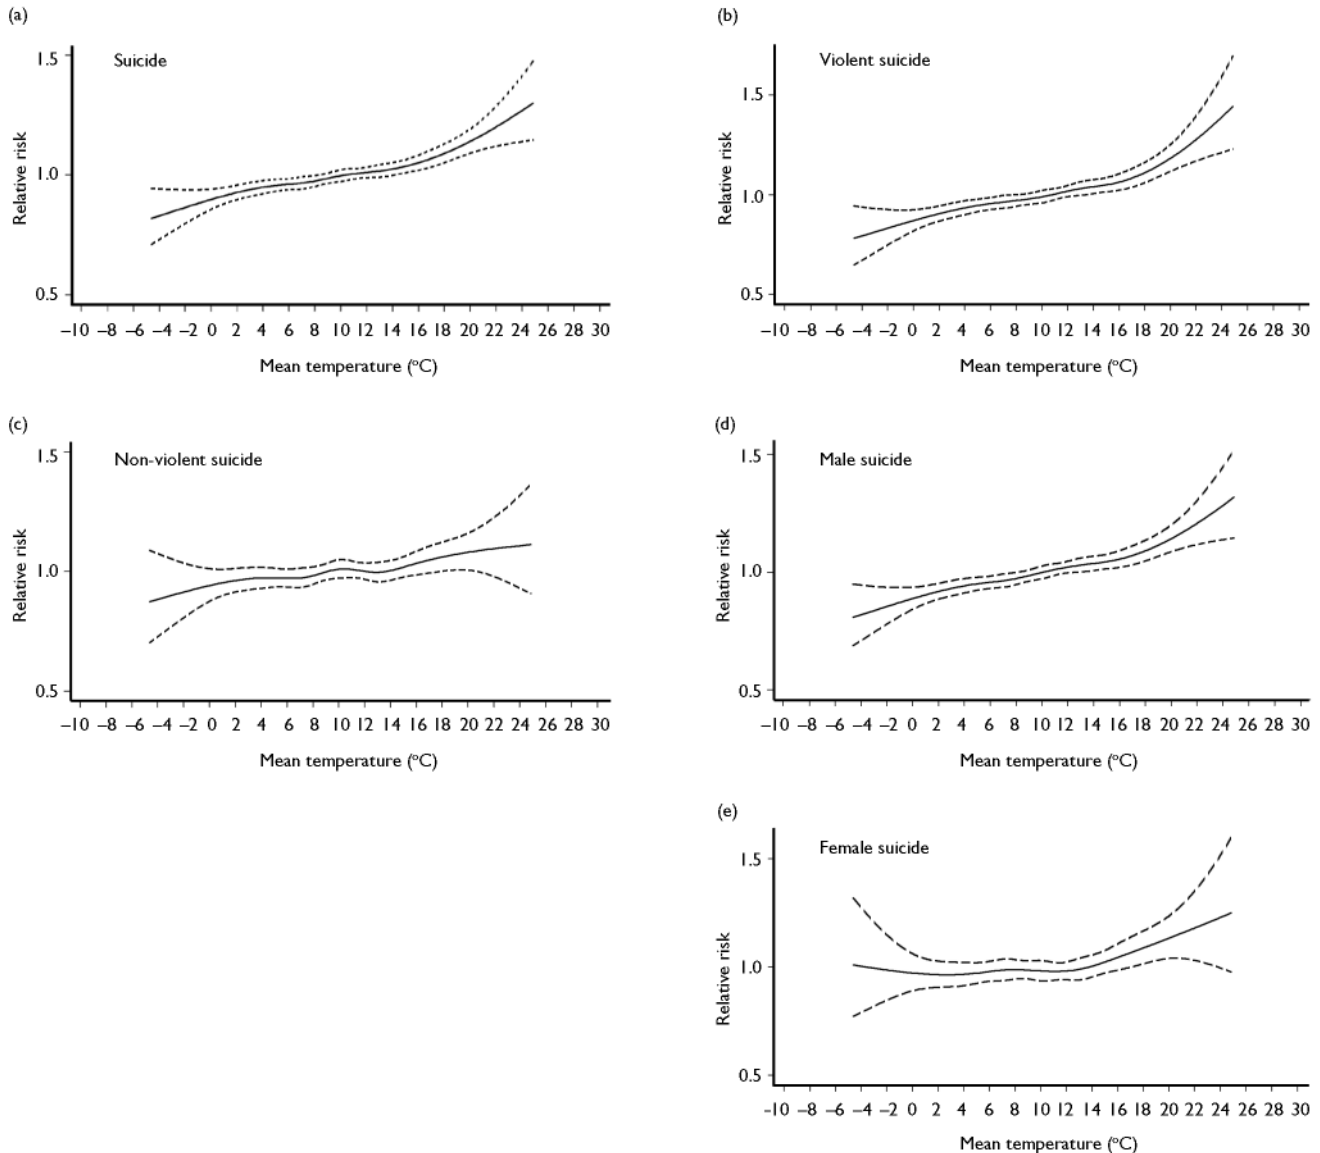 (a)
Suicide
1.5
1.0
0.5
Relative risk
–10 –8 –6 –4 –2 0 2 4 6 8 10 12 14 16 18 20 22 24 26 28 30
Mean temperature (°C)
(b)
Violent suicide
1.5
1.0
0.5
Relative risk
–10 –8 –6 –4 –2 0 2 4 6 8 10 12 14 16 18 20 22 24 26 28 30
Mean temperature (°C)
(c)
Non-violent suicide
1.5
1.0
0.5
Relative risk
–10 –8 –6 –4 –2 0 2 4 6 8 10 12 14 16 18 20 22 24 26 28 30
Mean temperature (°C)
(d)
Male suicide
1.5
1.0
0.5
Relative risk
–10 –8 –6 –4 –2 0 2 4 6 8 10 12 14 16 18 20 22 24 26 28 30
Mean temperature (°C)
(e)
Female suicide
1.5
1.0
0.5
Relative risk
–10 –8 –6 –4 –2 0 2 4 6 8 10 12 14 16 18 20 22 24 26 28 30
Mean temperature (°C)